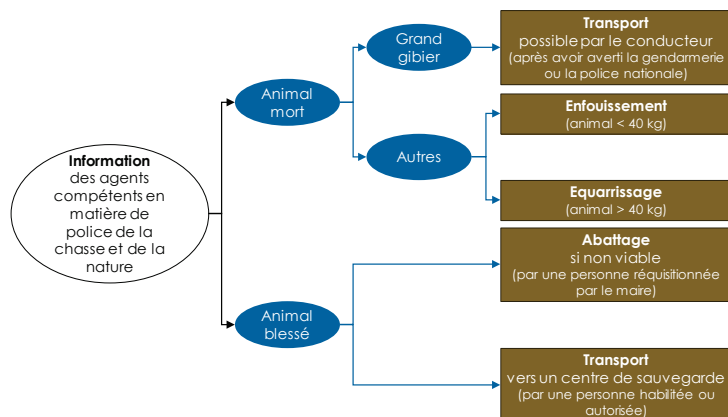 Information
des agents
compétents en
matière de
police de la
chasse et de la
nature
Animal
mort
Grand
gibier
Transport
possible par le conducteur
(après avoir averti la gendarmerie
ou la police nationale)
Autres
Enfouissement
(animal < 40 kg)
Equarrissage
(animal > 40 kg)
Animal
blessé
Abattage
si non viable
(par une personne réquisitionnée
par le maire)
Transport
vers un centre de sauvegarde
(par une personne habilitée ou
autorisée)